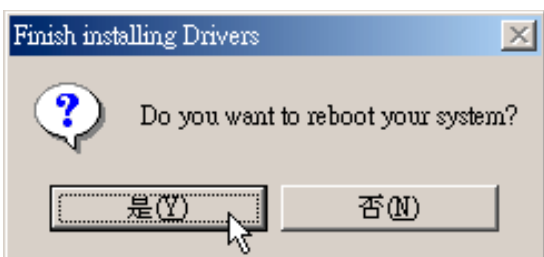 Finish installing Drivers
Do you want to reboot your system?
是(Y) 否(N)